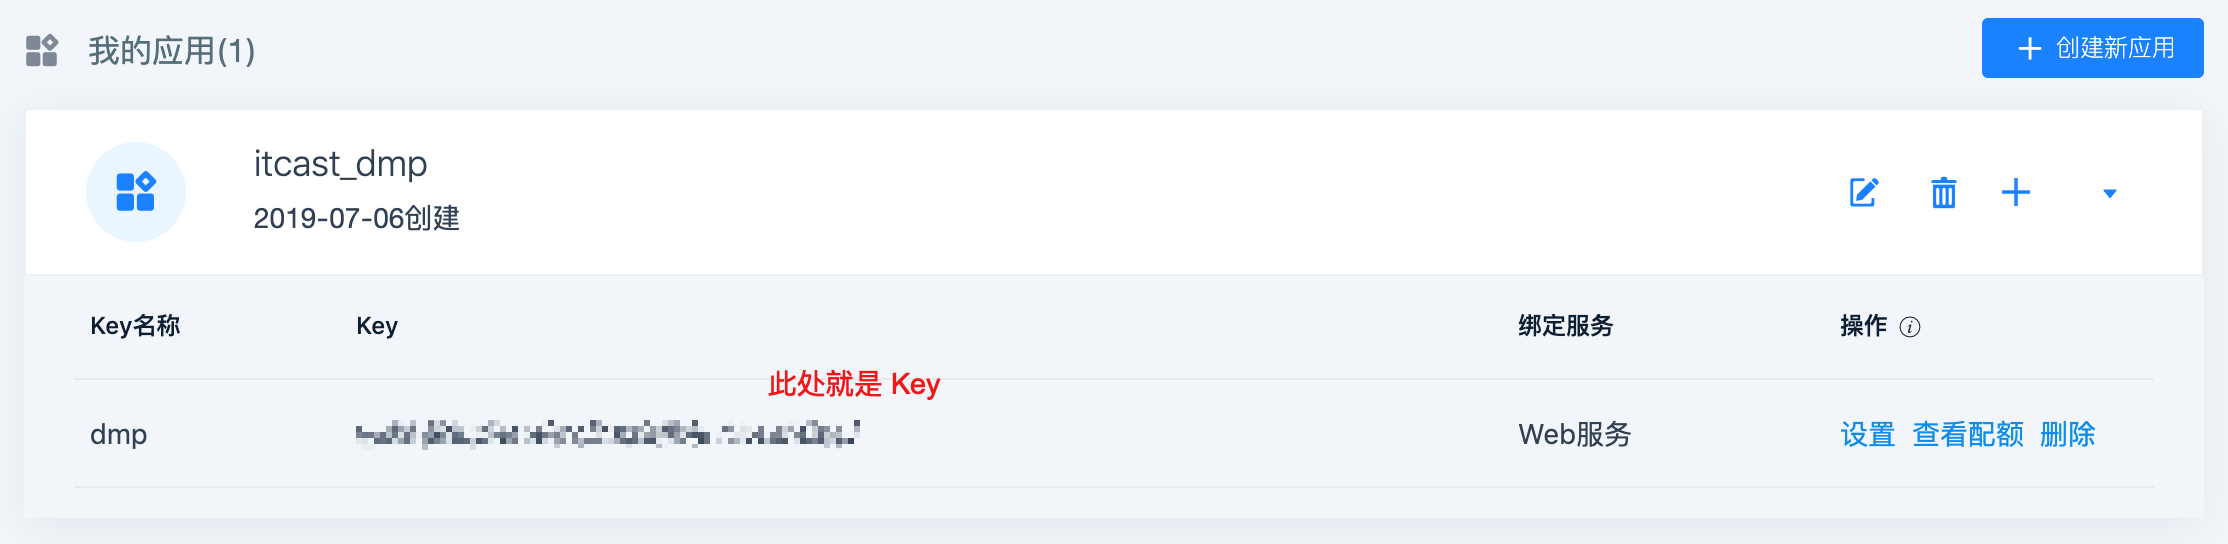 我的应用(1)
创建新应用
itcast_dmp
2019-07-06创建
Key名称 Key 绑定服务 操作
此处就是 Key
dmp Web服务 设置 查看配额 删除